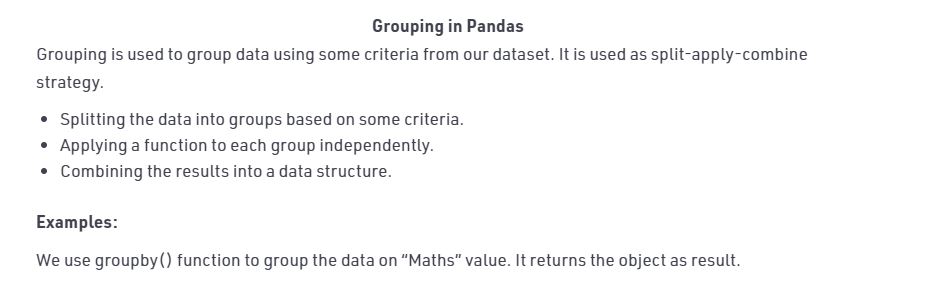 Grouping in Pandas
Grouping is used to group data using some criteria from our dataset. It is used as split-apply-combine
strategy.
• Splitting the data into groups based on some criteria.
• Applying a function to each group independently.
• Combining the results into a data structure.
Examples:
We use groupby() function to group the data on “Maths” value. It returns the object as result.